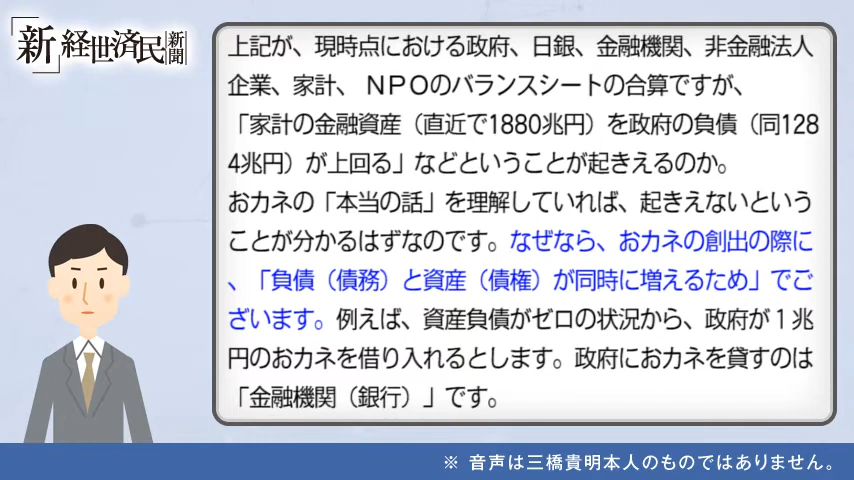 「新経世済民新聞」
上記が、現時点における政府、日銀、金融機関、非金融法人
企業、家計、 ＮＰＯのバランスシートの合算ですが、
「家計の金融資産（直近で1880兆円）を政府の負債（同128
4兆円）が上回る」などということが起きえるのか。
おカネの「本当の話」を理解していれば、起きえないという
ことが分かるはずなのです。なぜなら、おカネの創出の際に
、「負債（債務）と資産（債権）が同時に増えるため」でご
ざいます。例えば、資産負債がゼロの状況から、政府が１兆
円のおカネを借り入れるとします。政府におカネを貸すのは
「金融機関（銀行）」です。
※ 音声は三橋貴明本人のものではありません。